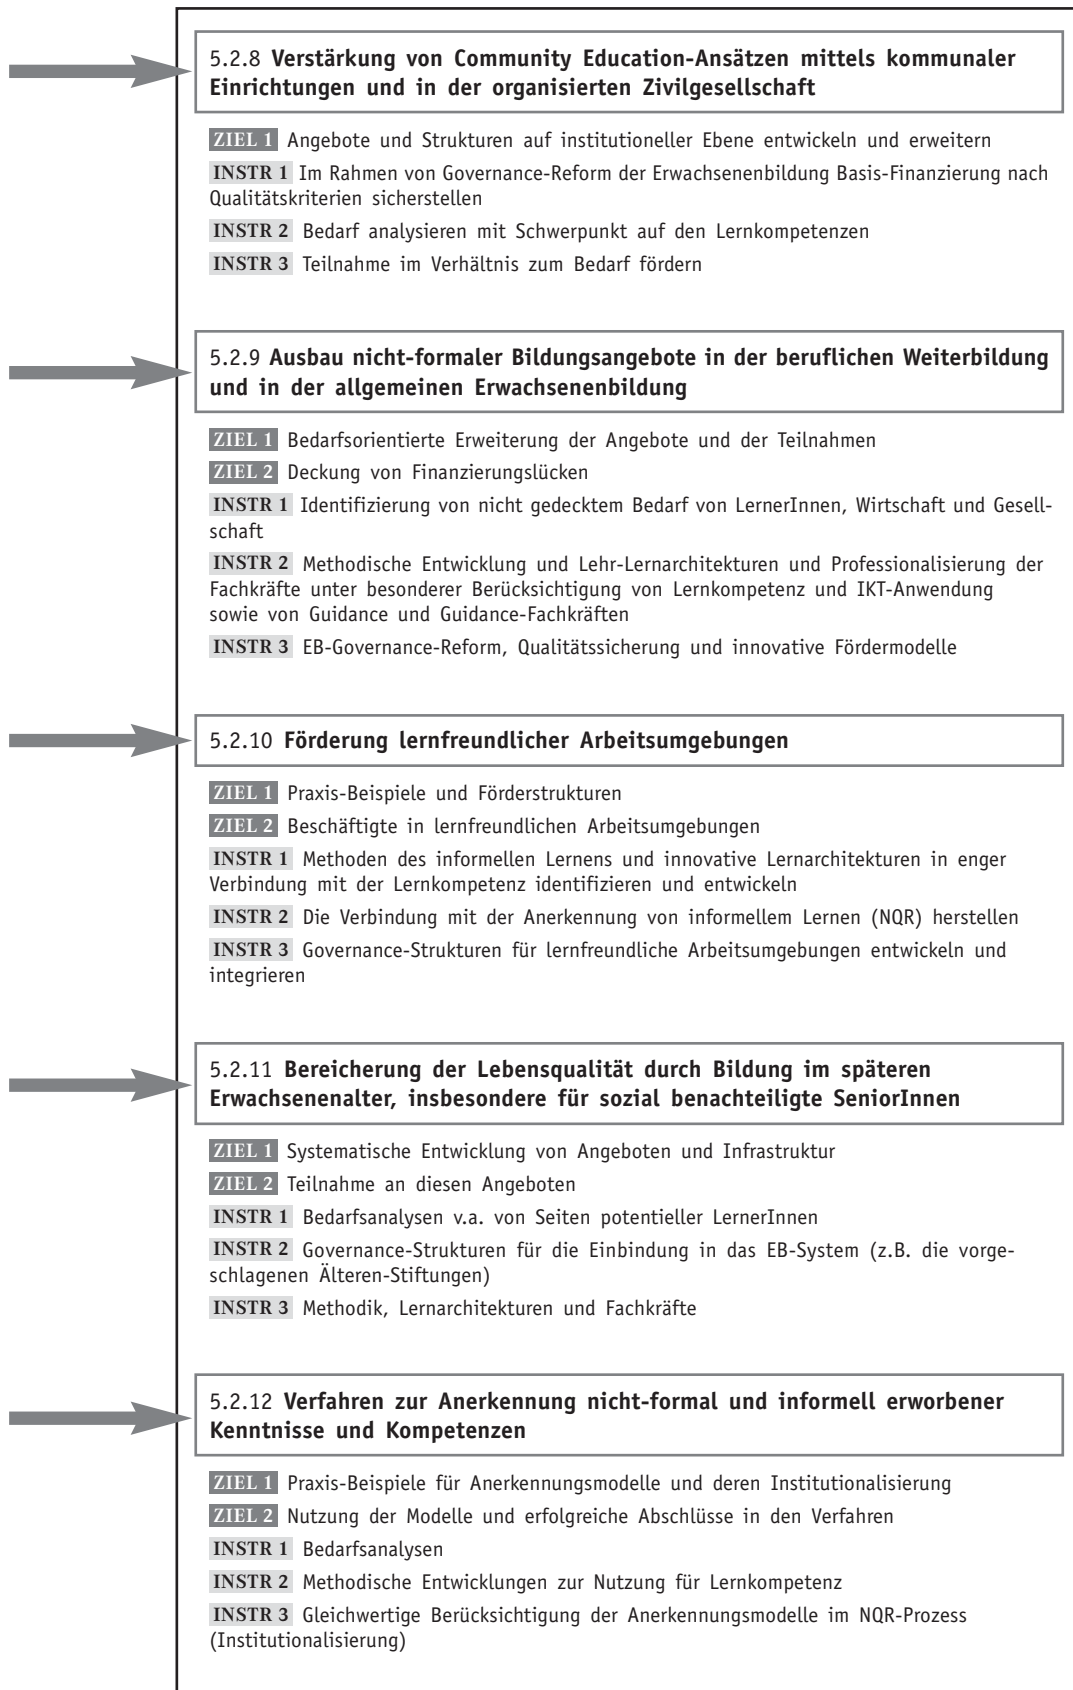 5.2.8 Verstärkung von Community Education-Ansätzen mittels kommunaler
Einrichtungen und in der organisierten Zivilgesellschaft
ZIEL 1 Angebote und Strukturen auf institutioneller Ebene entwickeln und erweitern
INSTR 1 Im Rahmen von Governance-Reform der Erwachsenenbildung Basis-Finanzierung nach
Qualitätskriterien sicherstellen
INSTR 2 Bedarf analysieren mit Schwerpunkt auf den Lernkompetenzen
INSTR 3 Teilnahme im Verhältnis zum Bedarf fördern
5.2.9 Ausbau nicht-formaler Bildungsangebote in der beruflichen Weiterbildung
und in der allgemeinen Erwachsenenbildung
ZIEL 1 Bedarfsorientierte Erweiterung der Angebote und der Teilnahmen
ZIEL 2 Deckung von Finanzierungslücken
INSTR 1 Identifizierung von nicht gedecktem Bedarf von LernerInnen, Wirtschaft und Gesell-
schaft
INSTR 2 Methodische Entwicklung und Lehr-Lernarchitekturen und Professionalisierung der
Fachkräfte unter besonderer Berücksichtigung von Lernkompetenz und IKT-Anwendung
sowie von Guidance und Guidance-Fachkräften
INSTR 3 EB-Governance-Reform, Qualitätssicherung und innovative Fördermodelle
5.2.10 Förderung lernfreundlicher Arbeitsumgebungen
ZIEL 1 Praxis-Beispiele und Förderstrukturen
ZIEL 2 Beschäftigte in lernfreundlichen Arbeitsumgebungen
INSTR 1 Methoden des informellen Lernens und innovative Lernarchitekturen in enger
Verbindung mit der Lernkompetenz identifizieren und entwickeln
INSTR 2 Die Verbindung mit der Anerkennung von informellem Lernen (NQR) herstellen
INSTR 3 Governance-Strukturen für lernfreundliche Arbeitsumgebungen entwickeln und
integrieren
5.2.11 Bereicherung der Lebensqualität durch Bildung im späteren
Erwachsenenalter, insbesondere für sozial benachteiligte SeniorInnen
ZIEL 1 Systematische Entwicklung von Angeboten und Infrastruktur
ZIEL 2 Teilnahme an diesen Angeboten
INSTR 1 Bedarfsanalysen v.a. von Seiten potentieller LernerInnen
INSTR 2 Governance-Strukturen für die Einbindung in das EB-System (z.B. die vorge-
schlagenen Älteren-Stiftungen)
INSTR 3 Methodik, Lernarchitekturen und Fachkräfte
5.2.12 Verfahren zur Anerkennung nicht-formal und informell erworbener
Kenntnisse und Kompetenzen
ZIEL 1 Praxis-Beispiele für Anerkennungsmodelle und deren Institutionalisierung
ZIEL 2 Nutzung der Modelle und erfolgreiche Abschlüsse in den Verfahren
INSTR 1 Bedarfsanalysen
INSTR 2 Methodische Entwicklungen zur Nutzung für Lernkompetenz
INSTR 3 Gleichwertige Berücksichtigung der Anerkennungsmodelle im NQR-Prozess
(Institutionalisierung)